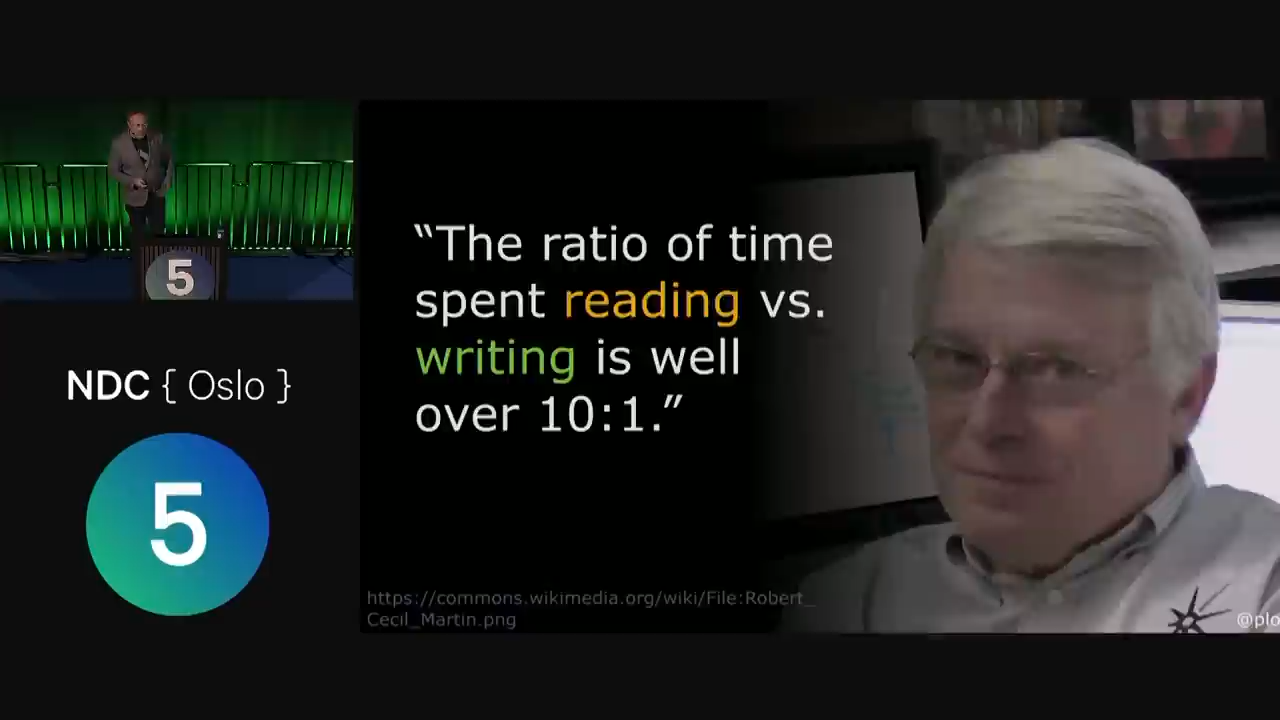 5
NDC { Oslo }
5
“The ratio of time
spent reading vs.
writing is well
over 10:1.”
https://commons.wikimedia.org/wiki/File:Robert_
Cecil_Martin.png
@plo